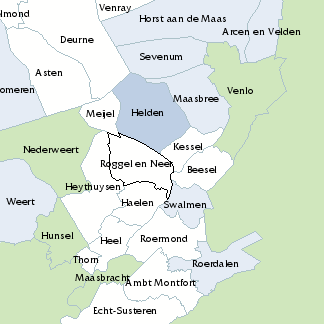 Venray
elmond
Horst aan de Maas
Deurne
Arcen en Velden
Sevenum
Asten
omeren
Venlo
Maasbree
Helden
Meijel
Kessel
Nederweert
Roggel en Neer
Beesel
Heythuysen
Weert
Haelen
Swalmen
Hunsel
Heel
Roermond
Thorn
Roerdalen
Maasbracht
Ambt Montfort
Echt-Susteren